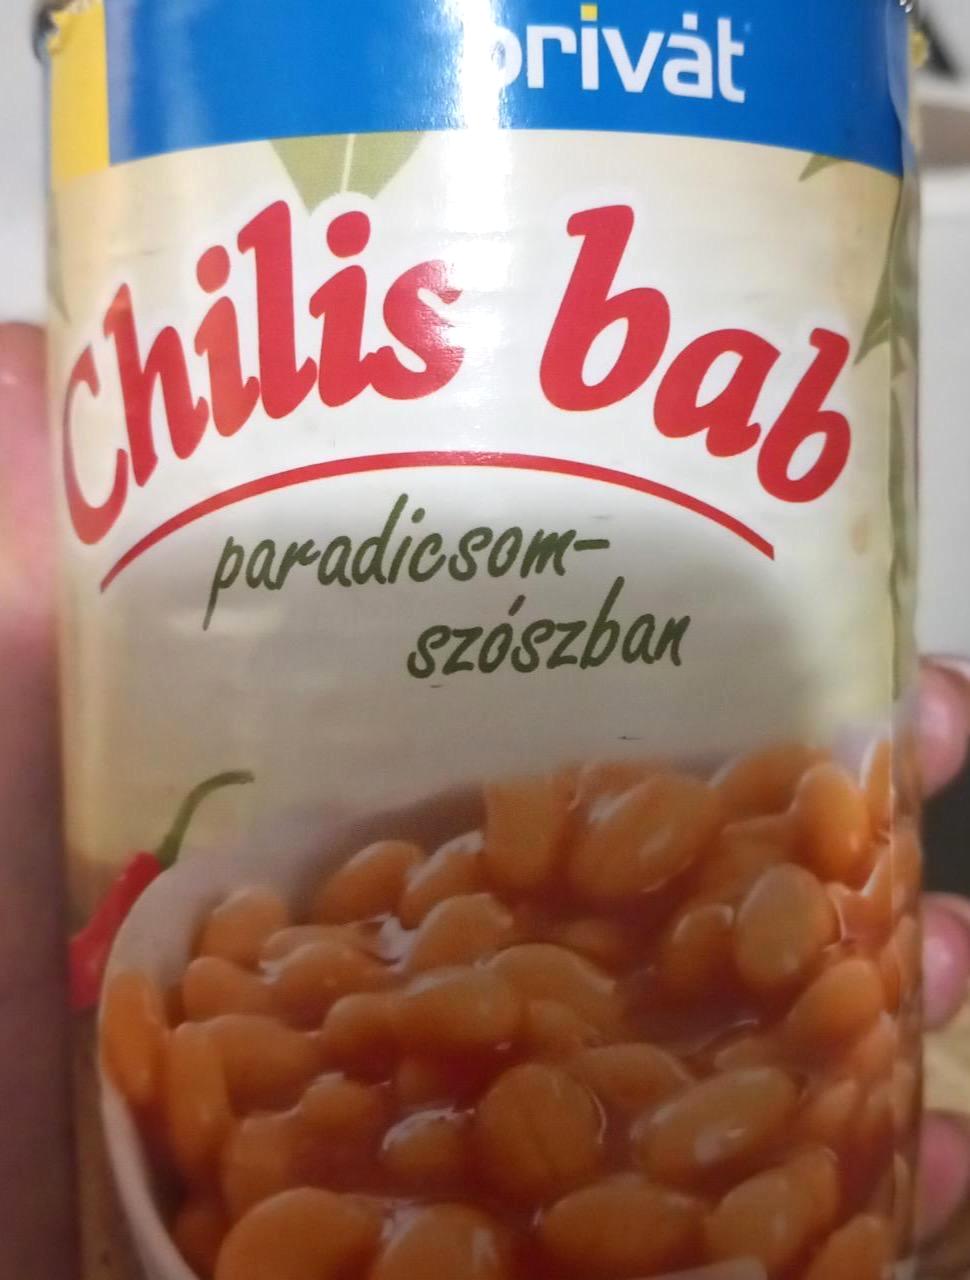 privát
Chilis bab
paradicsom-
szószban